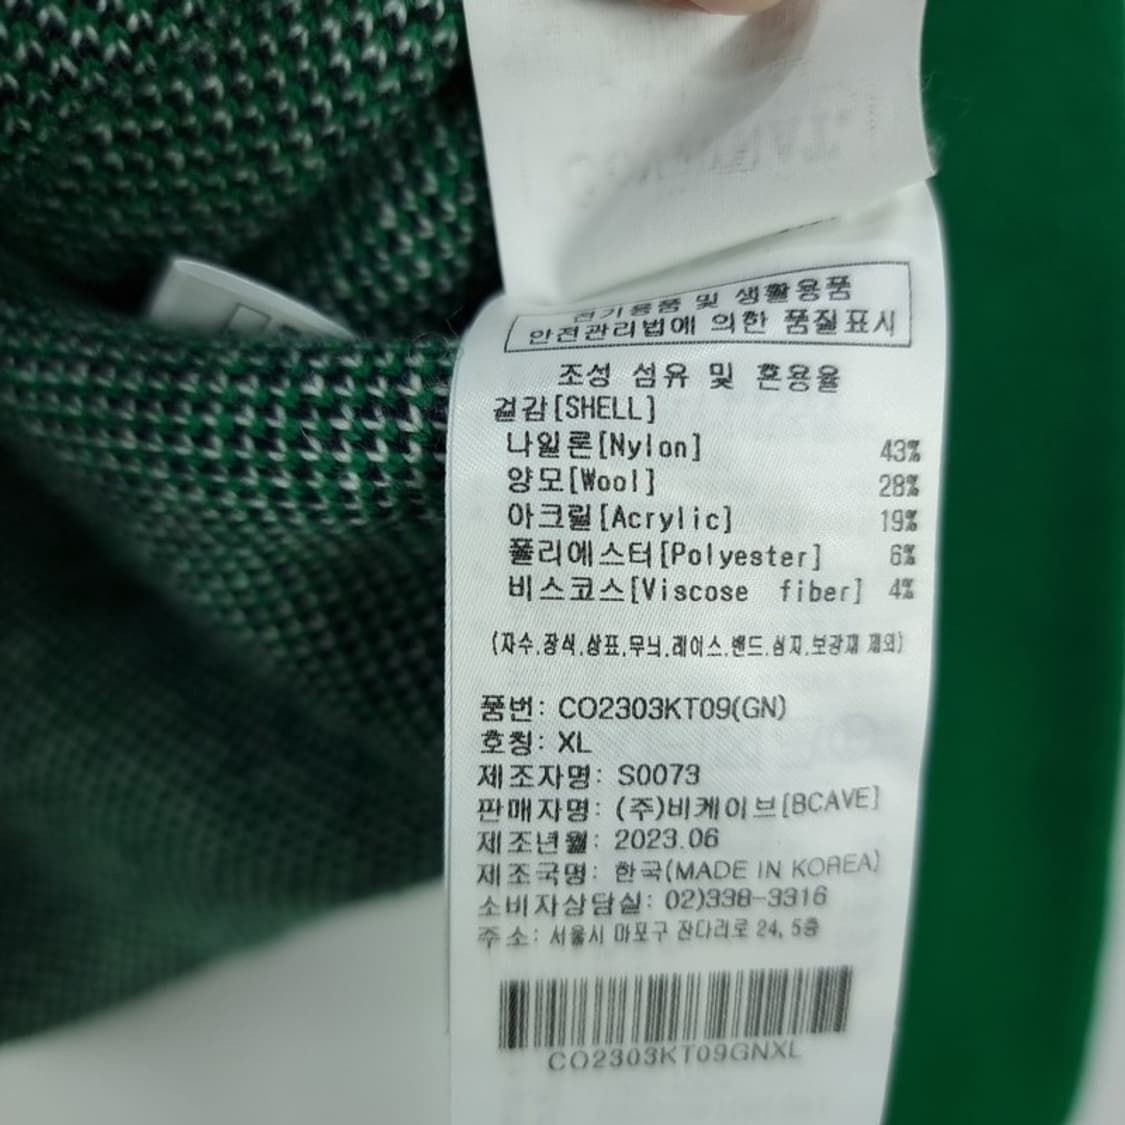 전기용품 및 생활용품
안전관리법에 의한 품질표시
조성 섬유 및 혼용율
겉감[SHELL]
나일론[Nylon] 43%
양모[Wool] 28%
아크릴[Acrylic] 19%
폴리에스터[Polyester] 6%
비스코스[Viscose fiber] 4%
(자수.장식.상표.무늬.레이스.밴드.심지.보강재 제외)
품번: CO2303KT09(GN)
호칭: XL
제조자명: S0073
판매자명: (주)비케이브[BCAVE]
제조년월: 2023.06
제조국명: 한국(MADE IN KOREA)
소비자상담실: 02)338-3316
주소: 서울시 마포구 잔다리로 24, 5층
CO2303KT09GNXL